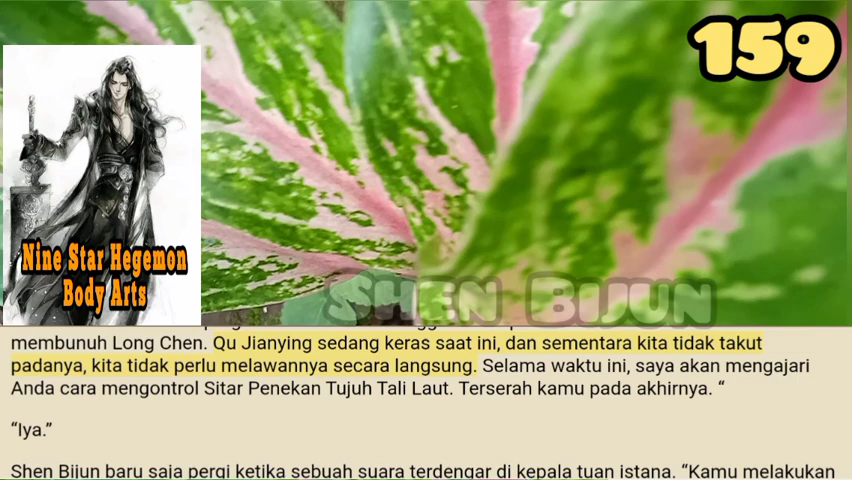 159
Nine Star Hegemon
Body Arts
Shen Bijun
membunuh Long Chen. Qu Jianying sedang keras saat ini, dan sementara kita tidak takut
padanya, kita tidak perlu melawannya secara langsung. Selama waktu ini, saya akan mengajari
Anda cara mengontrol Sitar Penekan Tujuh Tali Laut. Terserah kamu pada akhirnya. “
“Iya.”
Shen Bijun baru saja pergi ketika sebuah suara terdengar di kepala tuan istana. “Kamu melakukan